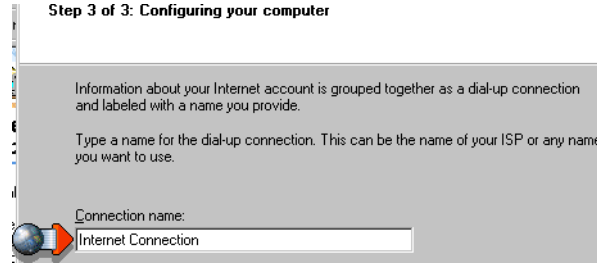 Step 3 of 3: Configuring your computer
Information about your Internet account is grouped together as a dial-up connection
and labeled with a name you provide.
Type a name for the dial-up connection. This can be the name of your ISP or any name
you want to use.
Connection name:
Internet Connection